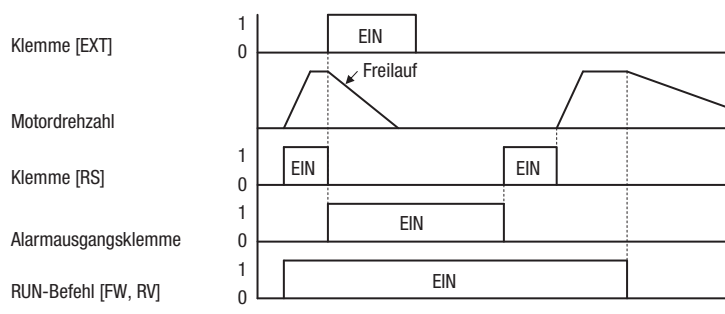 1
Klemme [EXT]
EIN
0
Freilauf
Motordrehzahl
1
Klemme [RS]
EIN
EIN
0
1
Alarmausgangsklemme
EIN
0
1
RUN-Befehl [FW, RV]
EIN
0